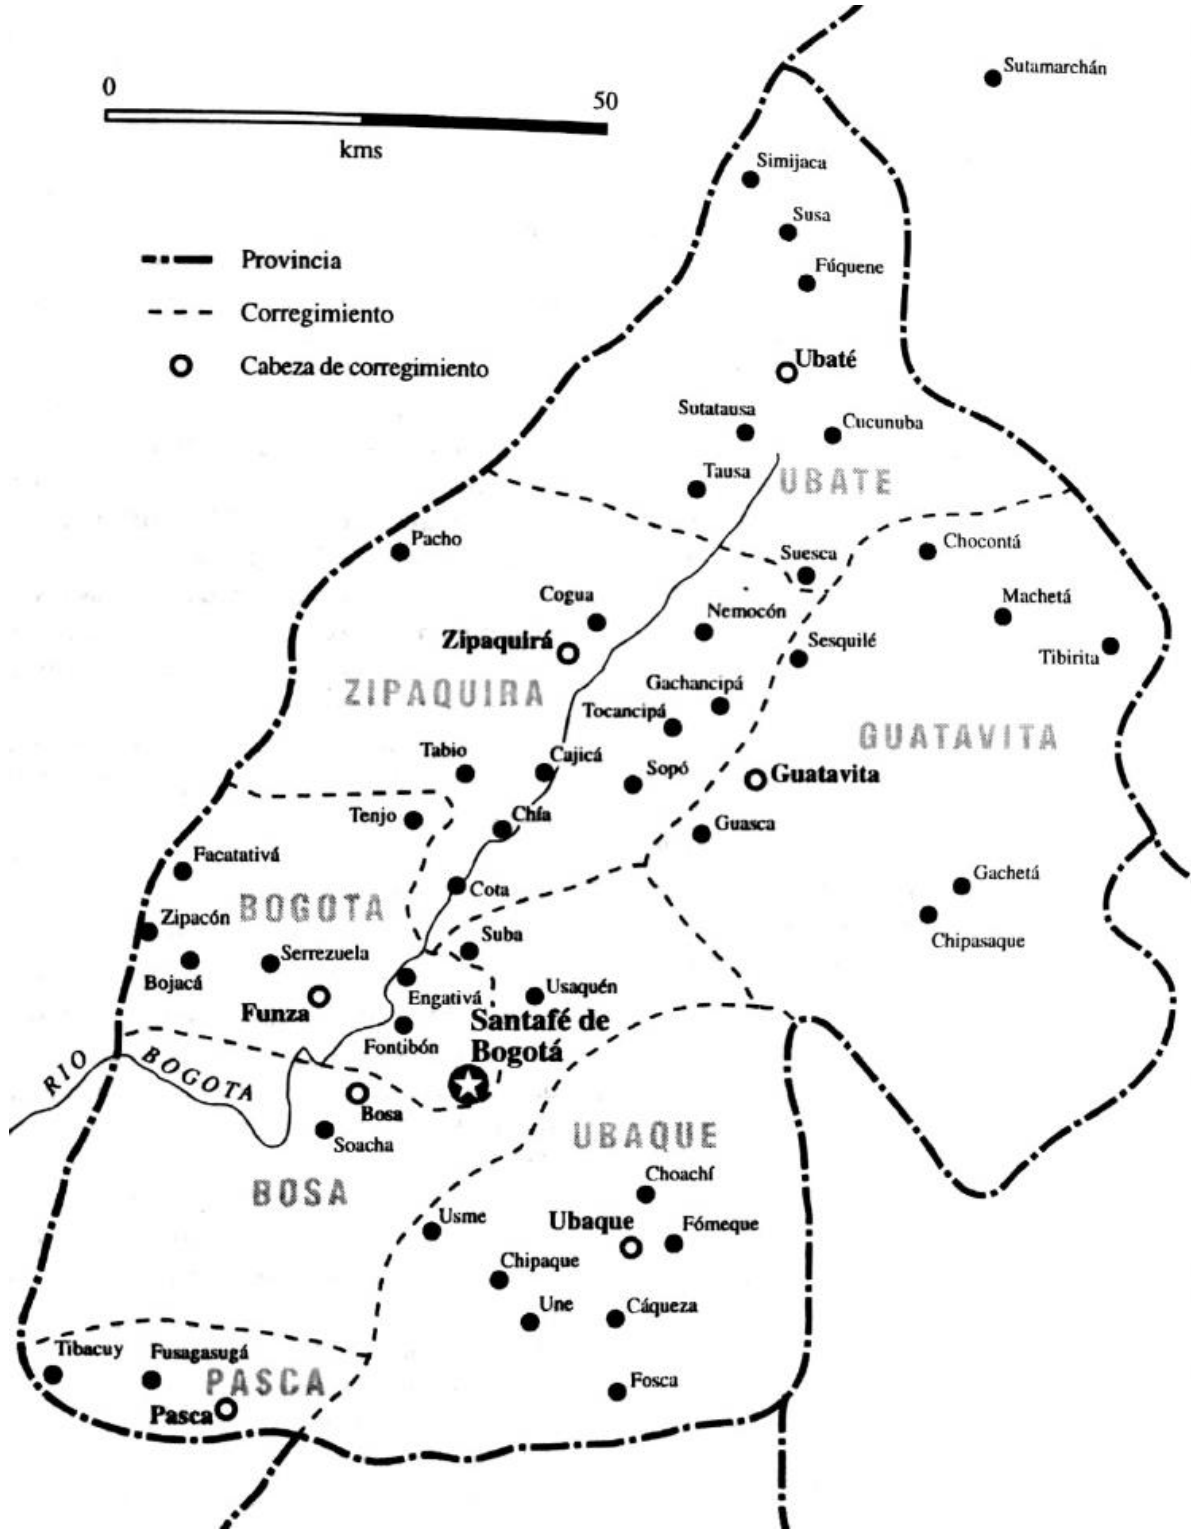 Sutamarchán
0
50
kms
Simijaca
Susa
Provincia
Fúquene
Corregimiento
Ubaté
Cabeza de corregimiento
Sutatausa
Cucunuba
Tausa
UBATE
Pacho
Chocontá
Suesca
Cogua
Machetá
Nemocón
Zipaquirá
Sesquilé
Tibirita
Gachancipá
ZIPAQUIRA
Tocancipá
GUATAVITA
Tabio
Cajicá
Sopó
Guatavita
Tenjo
Chía
Guasca
Facatativá
Gachetá
Cota
BOGOTA
Zipacón
Suba
Chipasaque
Serrezuela
Bojacá
Usaquén
Engativá
Funza
Santafé de
Bogotá
Fontibón
RIO BOGOTA
Bosa
Soacha
UBAQUE
Choachí
BOSA
Usme
Ubaque
Fómeque
Chipaque
Une
Cáqueza
Tibacuy
Fusagasugá
PASCA
Fosca
Pasca